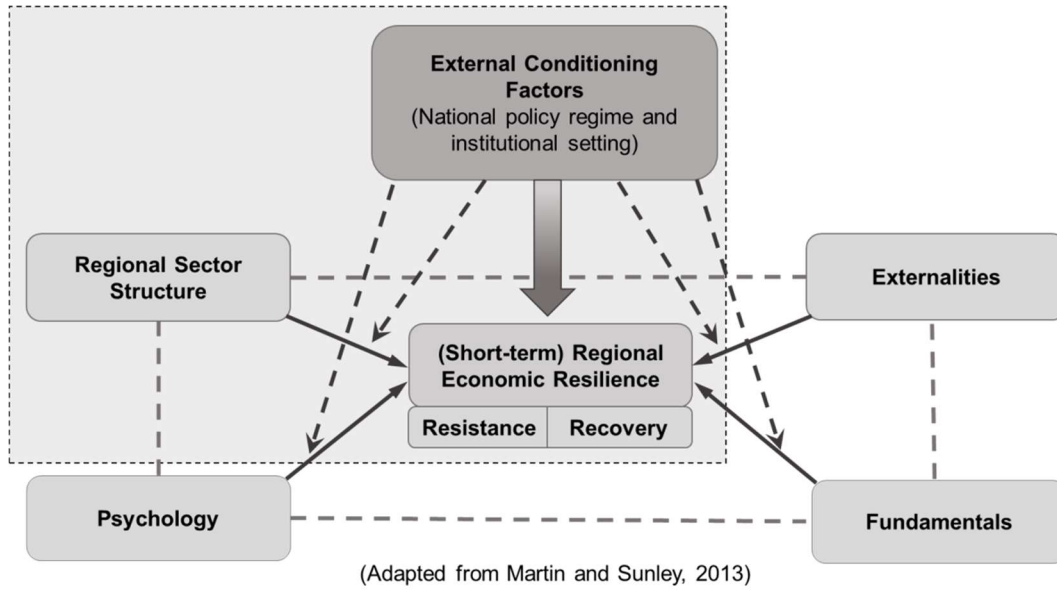 External Conditioning
Factors
(National policy regime and
institutional setting)
Regional Sector
Structure
Externalities
(Short-term) Regional
Economic Resilience
Resistance
Recovery
Psychology
Fundamentals
(Adapted from Martin and Sunley, 2013)